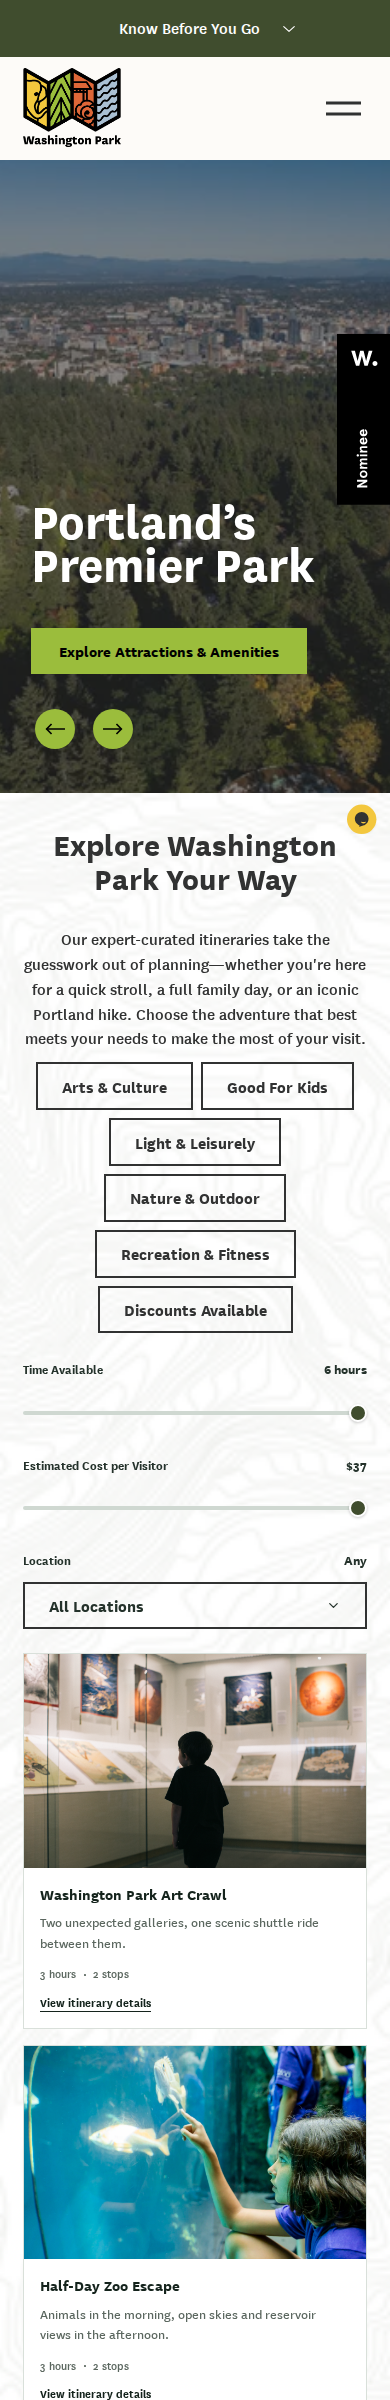 Know Before You Go
Washington Park
W.
Nominee
Portland’s
Premier Park
Explore Attractions & Amenities
Explore Washington
Park Your Way
Our expert-curated itineraries take the
guesswork out of planning—whether you're here
for a quick stroll, a full family day, or an iconic
Portland hike. Choose the adventure that best
meets your needs to make the most of your visit.
Arts & Culture
Good For Kids
Light & Leisurely
Nature & Outdoor
Recreation & Fitness
Discounts Available
Time Available
6 hours
Estimated Cost per Visitor
$37
Location
Any
All Locations
Washington Park Art Crawl
Two unexpected galleries, one scenic shuttle ride
between them.
3 hours · 2 stops
View itinerary details
Half-Day Zoo Escape
Animals in the morning, open skies and reservoir
views in the afternoon.
3 hours · 2 stops
View itinerary details